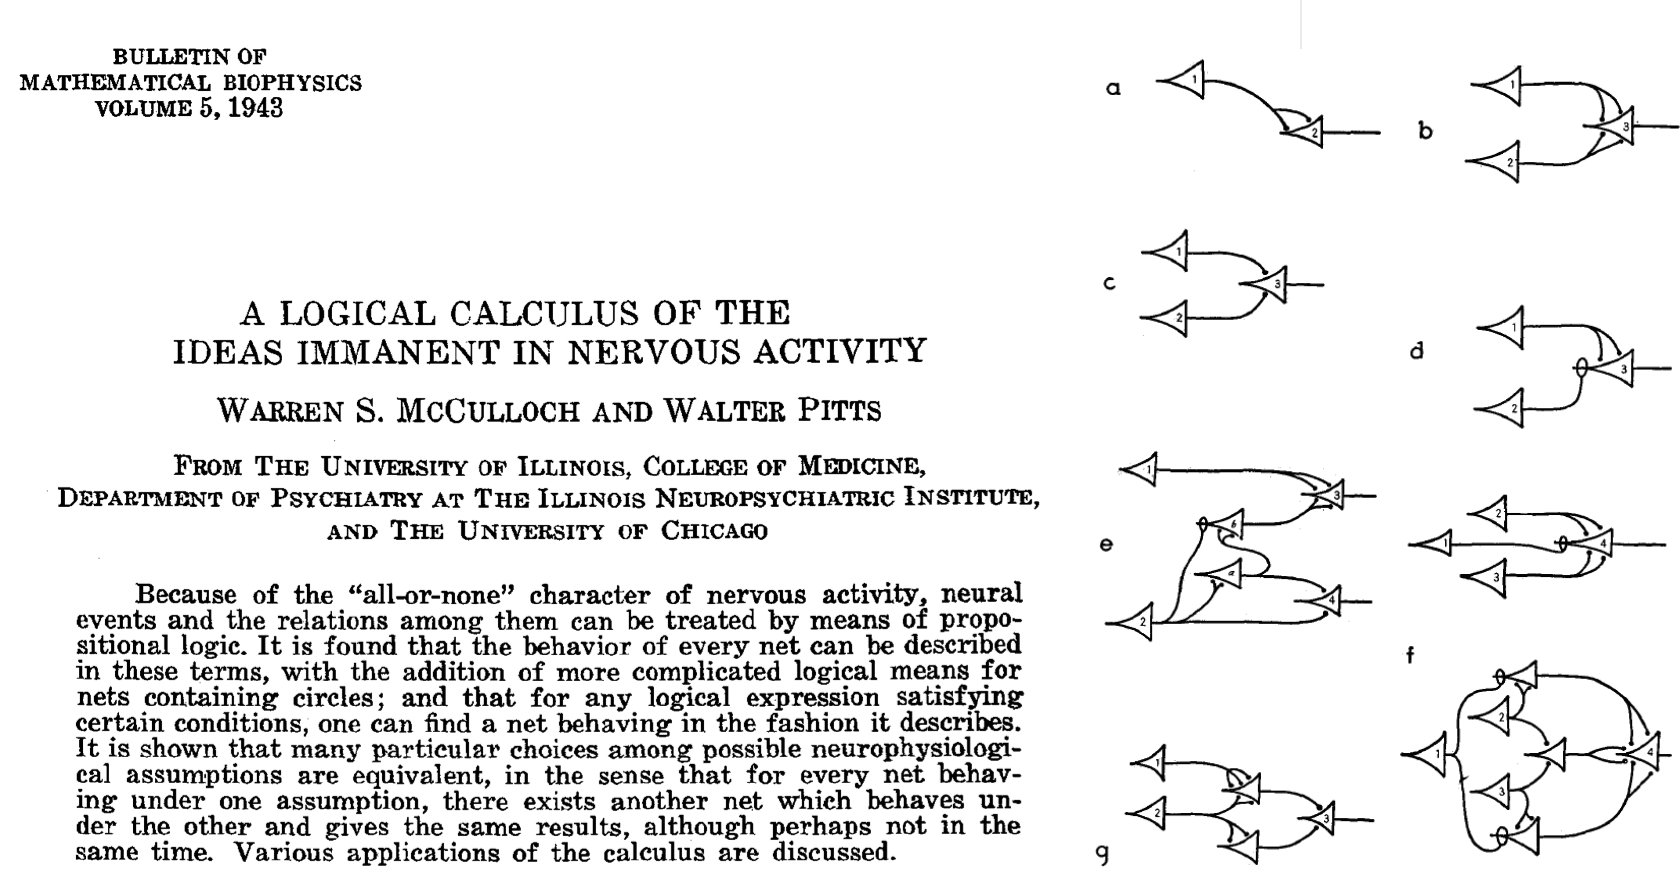 BULLETIN OF
MATHEMATICAL BIOPHYSICS
VOLUME 5, 1943
A LOGICAL CALCULUS OF THE
IDEAS IMMANENT IN NERVOUS ACTIVITY
WARREN S. MCCULLOCH AND WALTER PITTS
FROM THE UNIVERSITY OF ILLINOIS, COLLEGE OF MEDICINE,
DEPARTMENT OF PSYCHIATRY AT THE ILLINOIS NEUROPSYCHIATRIC INSTITUTE,
AND THE UNIVERSITY OF CHICAGO
Because of the “all-or-none” character of nervous activity, neural
events and the relations among them can be treated by means of propo-
sitional logic. It is found that the behavior of every net can be described
in these terms, with the addition of more complicated logical means for
nets containing circles; and that for any logical expression satisfying
certain conditions, one can find a net behaving in the fashion it describes.
It is shown that many particular choices among possible neurophysiologi-
cal assumptions are equivalent, in the sense that for every net behav-
ing under one assumption, there exists another net which behaves un-
der the other and gives the same results, although perhaps not in the
same time. Various applications of the calculus are discussed.
a
1
2
b
1
2
3
c
1
2
3
d
1
2
3
e
1
3
b
a
4
2
2
1
4
3
f
2
1
4
3
g
1
2
3